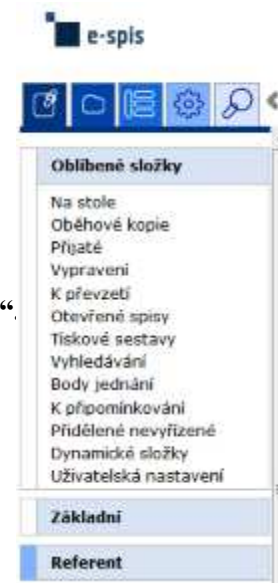 e-spis
Oblíbené složky
Na stole
Oběhové kopie
Přijaté
Vypravení
K převzetí
“.
Otevřené spisy
Tiskové sestavy
Vyhledávání
Body jednání
K připomínkování
Přidělené nevyřízené
Dynamické složky
Uživatelská nastavení
Základní
Referent